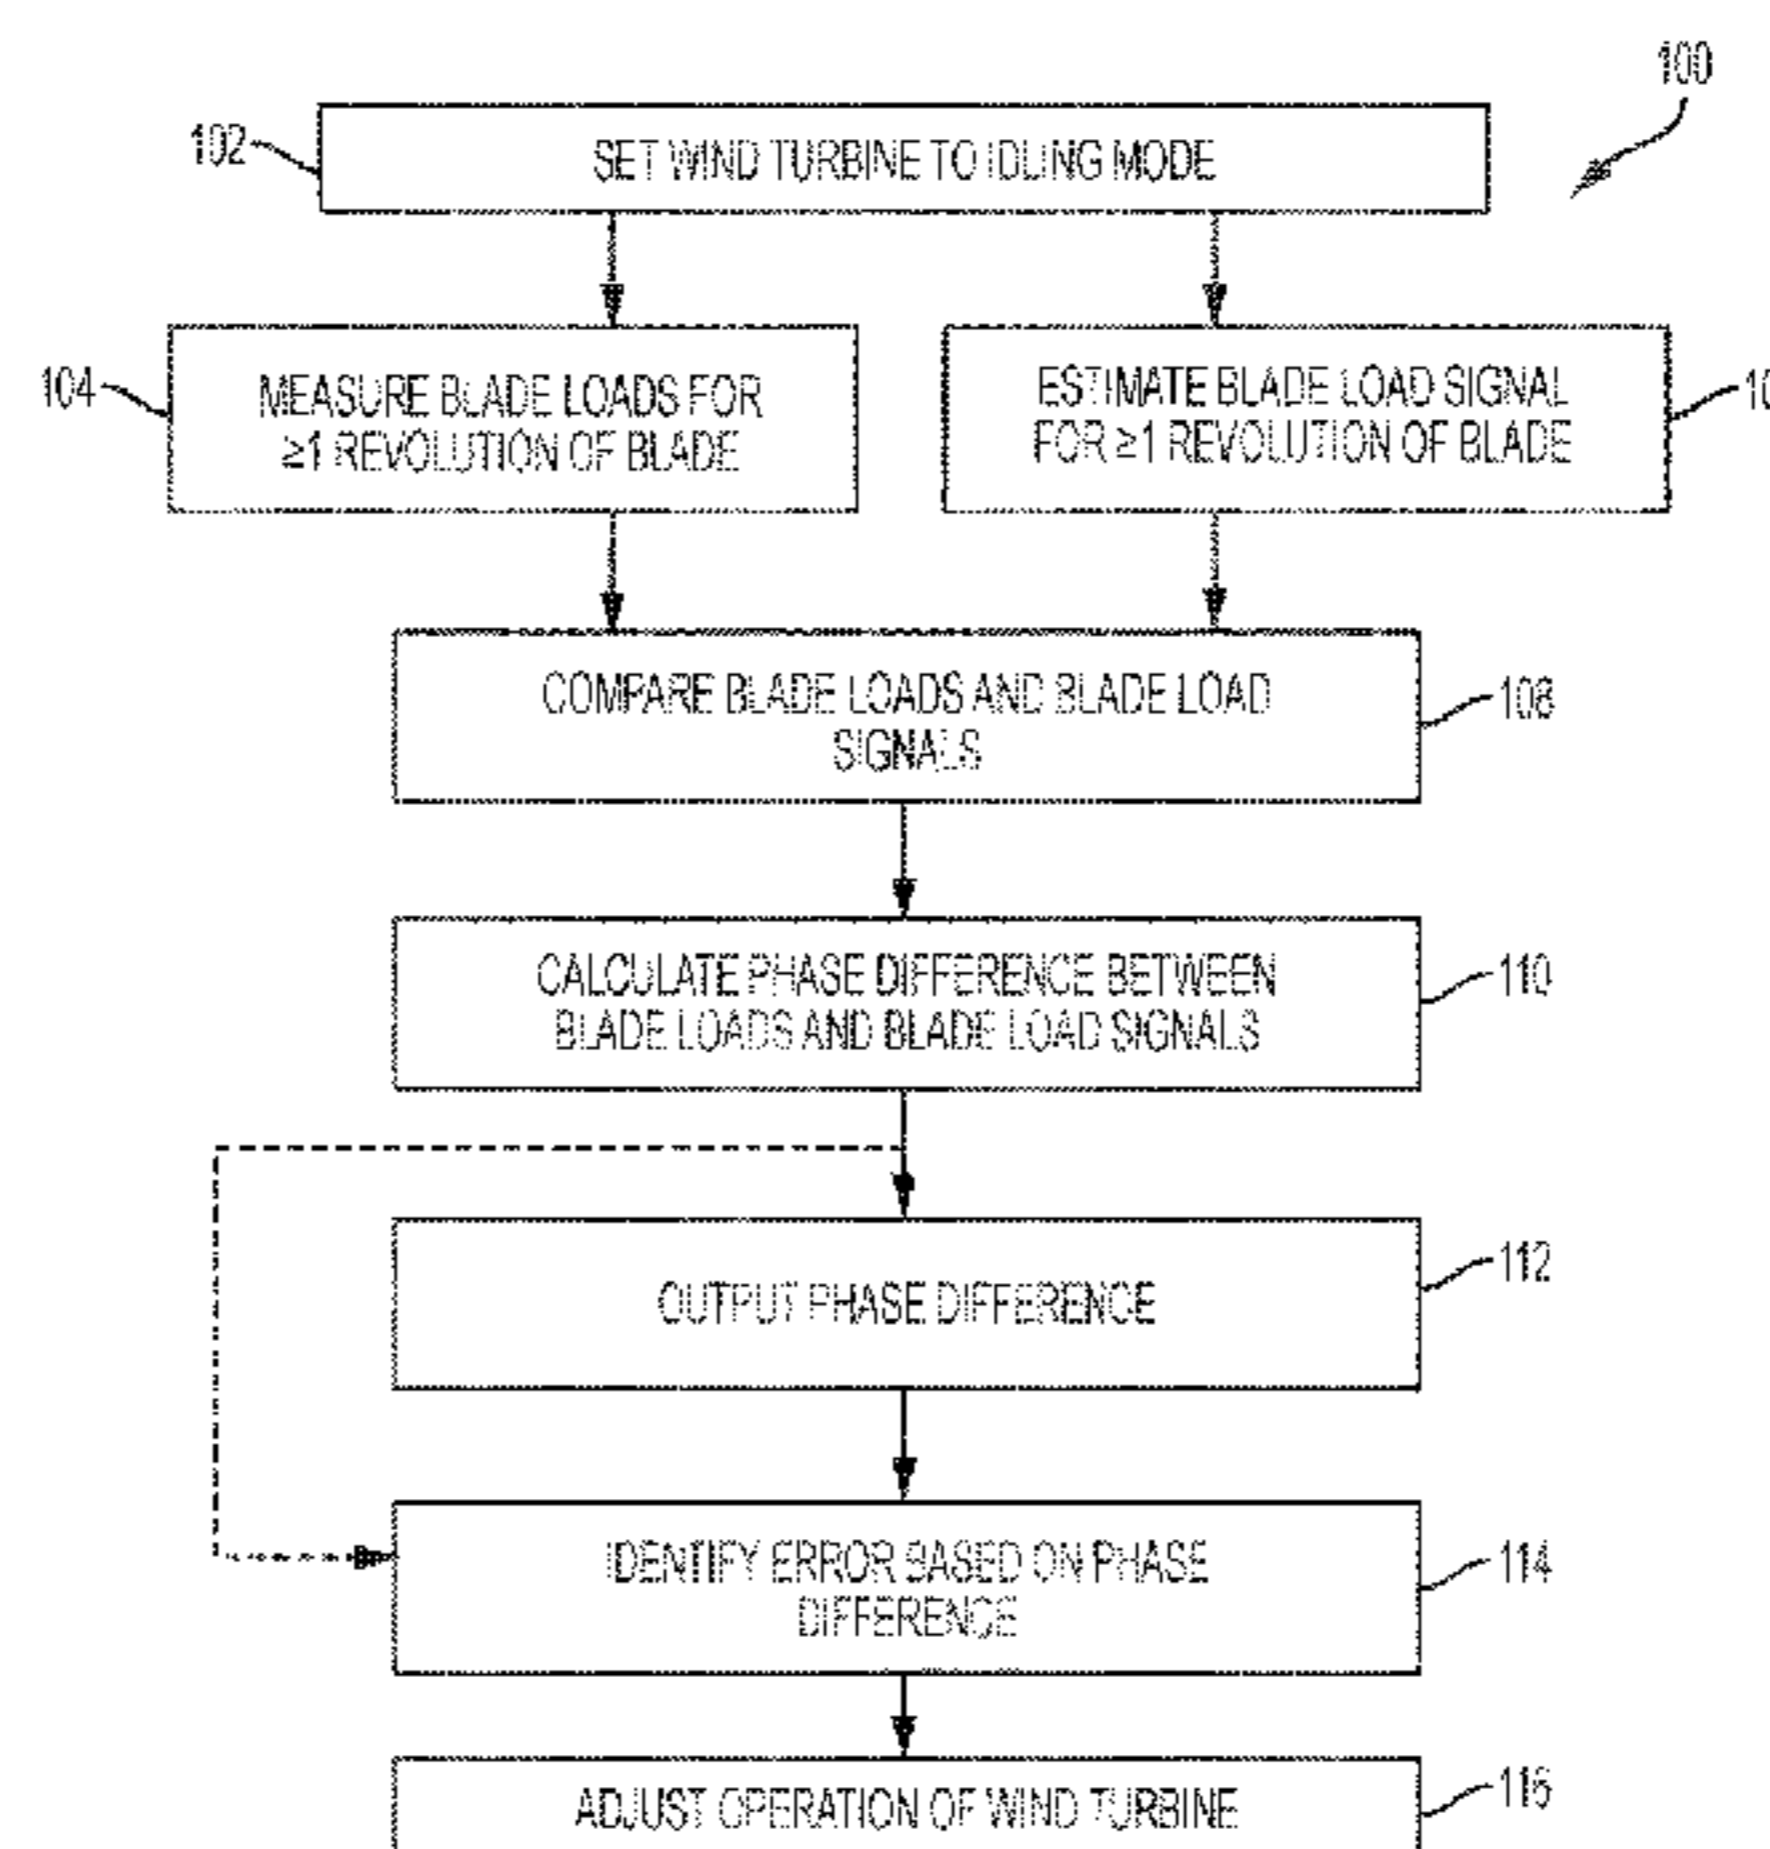 100
102
SET WIND TURBINE TO IDLING MODE
104
MEASURE BLADE LOADS FOR
≥1 REVOLUTION OF BLADE
ESTIMATE BLADE LOAD SIGNAL
FOR ≥1 REVOLUTION OF BLADE
COMPARE BLADE LOADS AND BLADE LOAD
SIGNALS
108
CALCULATE PHASE DIFFERENCE BETWEEN
BLADE LOADS AND BLADE LOAD SIGNALS
110
OUTPUT PHASE DIFFERENCE
112
IDENTIFY ERROR BASED ON PHASE
DIFFERENCE
114
ADJUST OPERATION OF WIND TURBINE
116